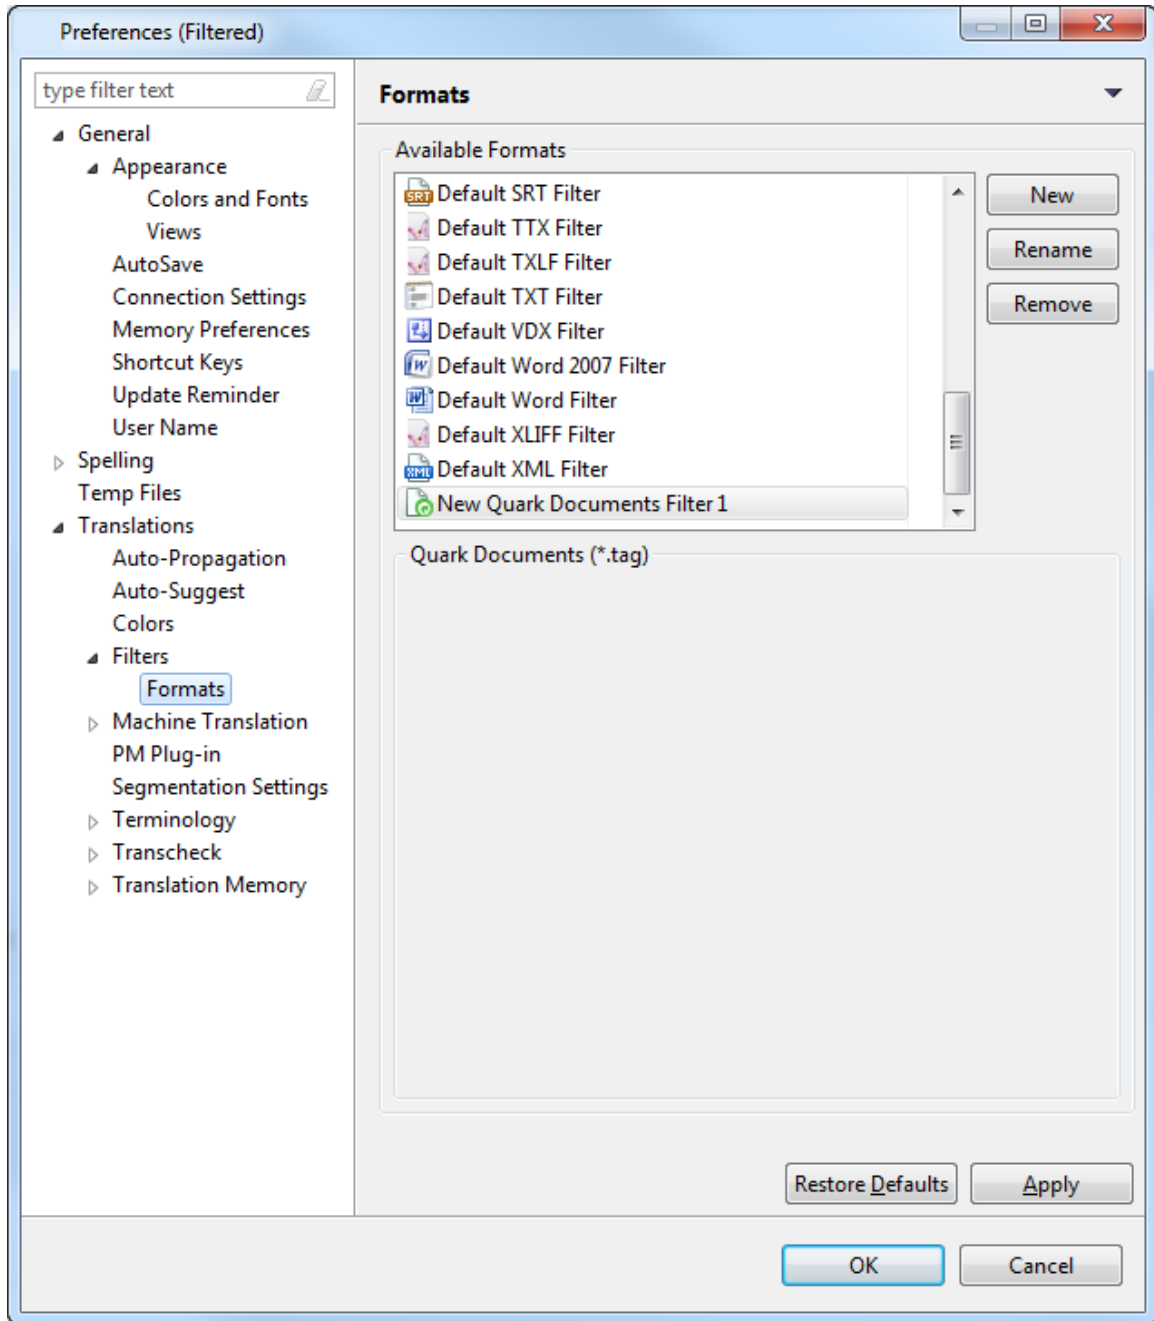 Preferences (Filtered)
type filter text
General
Appearance
Colors and Fonts
Views
AutoSave
Connection Settings
Memory Preferences
Shortcut Keys
Update Reminder
User Name
Spelling
Temp Files
Translations
Auto-Propagation
Auto-Suggest
Colors
Filters
Formats
Machine Translation
PM Plug-in
Segmentation Settings
Terminology
Transcheck
Translation Memory
Formats
Available Formats
SRT Default SRT Filter
Default TTX Filter
Default TXLF Filter
Default TXT Filter
Default VDX Filter
W Default Word 2007 Filter
W Default Word Filter
Default XLIFF Filter
XML Default XML Filter
New Quark Documents Filter 1
New
Rename
Remove
Quark Documents (*.tag)
Restore Defaults
Apply
OK
Cancel